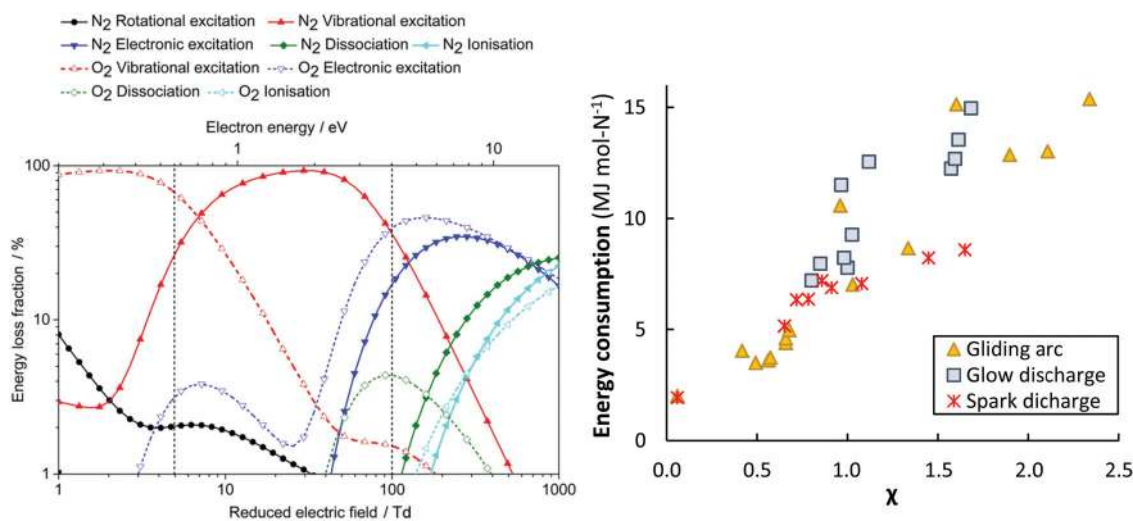 N2 Rotational excitation N2 Vibrational excitation
N2 Electronic excitation N2 Dissociation N2 Ionisation
O2 Vibrational excitation O2 Electronic excitation
O2 Dissociation O2 Ionisation
Electron energy / eV
1 10
Energy loss fraction / %
100
10
1
1 10 100 1000
Reduced electric field / Td
Energy consumption (MJ mol-N⁻¹)
15
10
5
0
Gliding arc
Glow discharge
Spark dicharge
0.0 0.5 1.0 1.5 2.0 2.5
χ